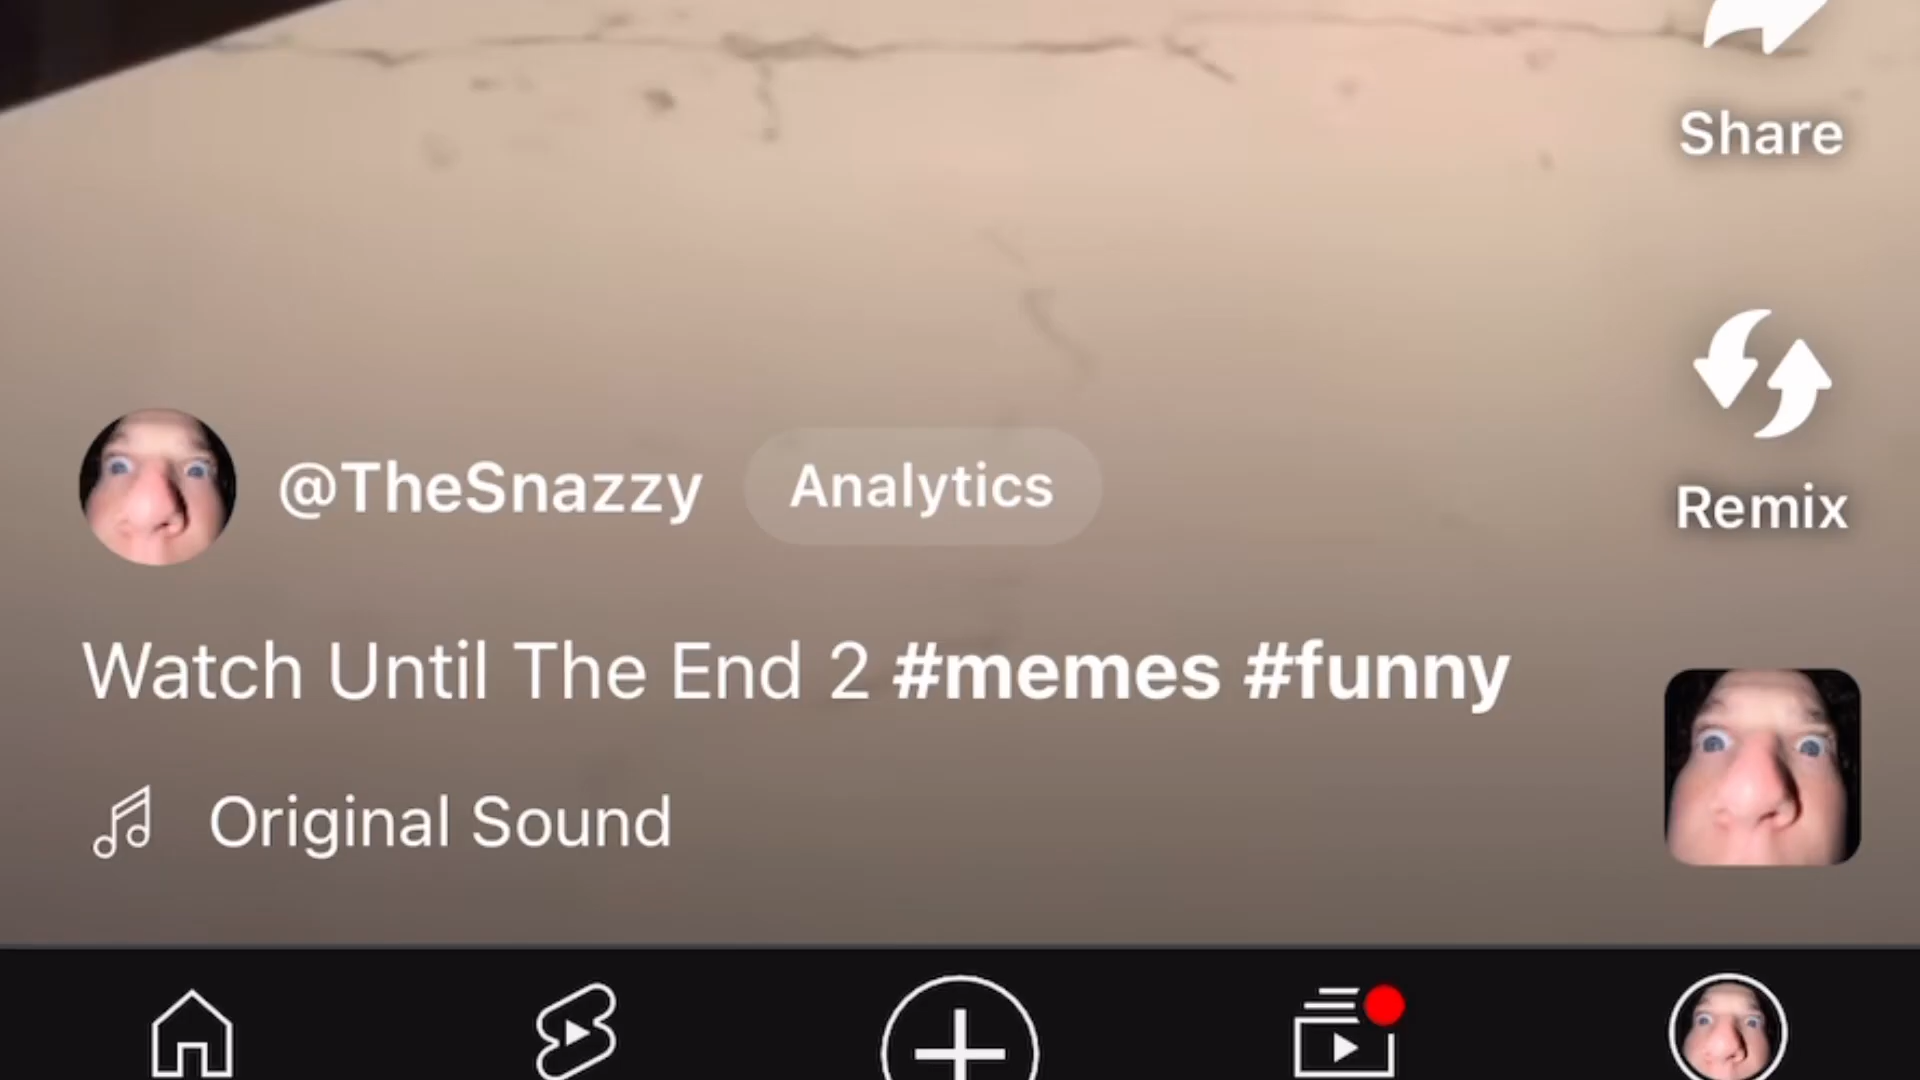 Share
Remix
@TheSnazzy Analytics
Watch Until The End 2 #memes #funny
Original Sound